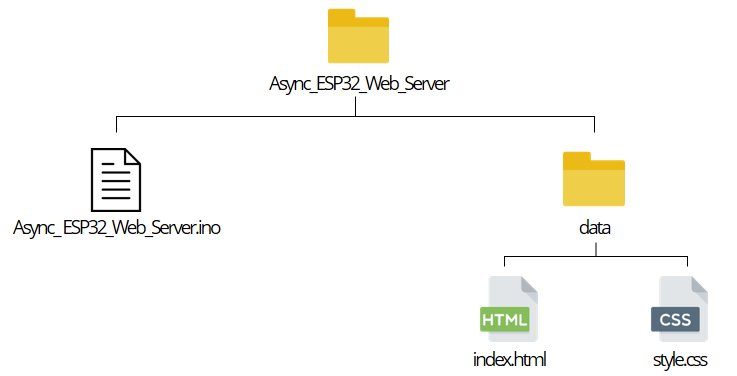 Async_ESP32_Web_Server
Async_ESP32_Web_Server.ino
data
HTML
CSS
index.html
style.css